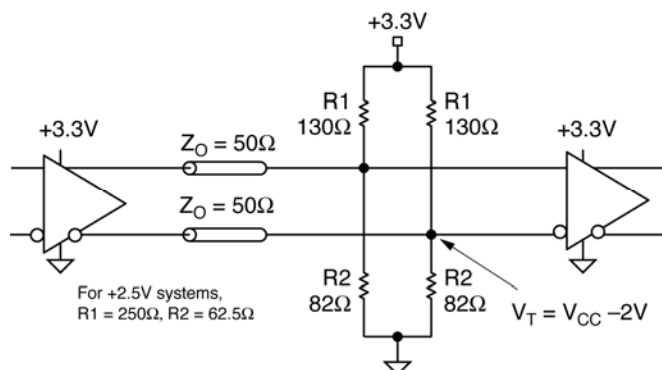 +3.3V
R1
130Ω
R1
130Ω
+3.3V
Z_O = 50Ω
+3.3V
Z_O = 50Ω
R2
82Ω
R2
82Ω
For +2.5V systems,
R1 = 250Ω, R2 = 62.5Ω
V_T = V_CC –2V